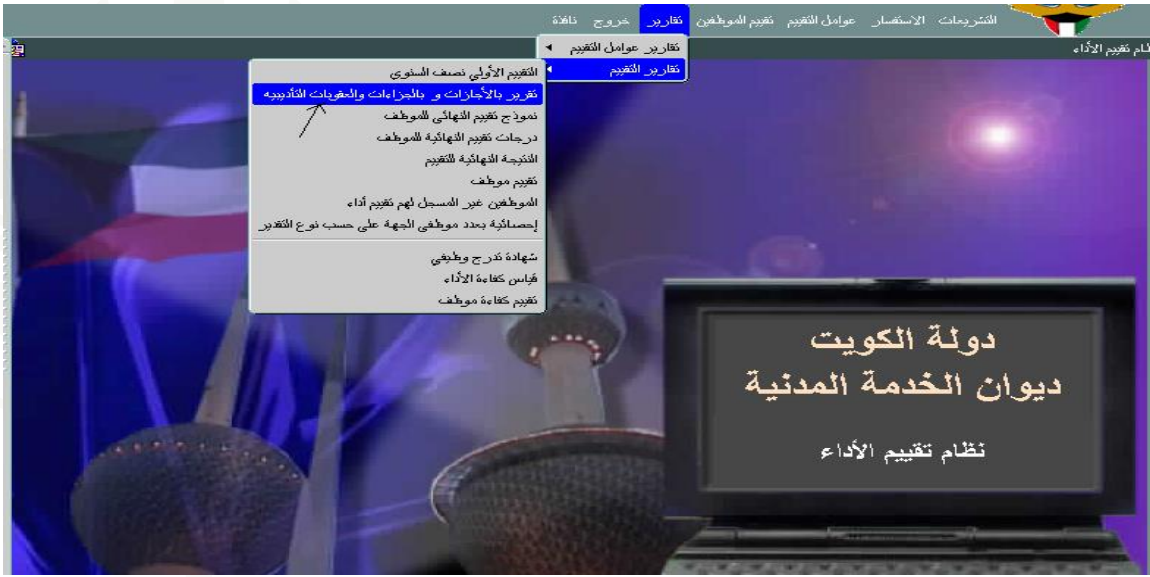 التشريعات الاستفسار عوامل التقييم تقييم الموظفين تقارير خروج نافذة
نظام تقييم الأداء
تقارير عوامل التقييم
تقارير التقييم
التقييم الأولي نصف السنوي
تقرير بالأجازات و بالجزاءات والعقوبات التأديبيه
نموذج تقييم النهائي للموظف
درجات تقييم النهائية للموظف
النتيجة النهائية للتقييم
تقييم موظف
الموظفين غير المسجل لهم تقييم أداء
إحصائية بعدد موظفي الجهة على حسب نوع التقدير
شهادة تدرج وظيفي
قياس كفاءة الأداء
تقييم كفاءة موظف
دولة الكويت
ديوان الخدمة المدنية
نظام تقييم الأداء